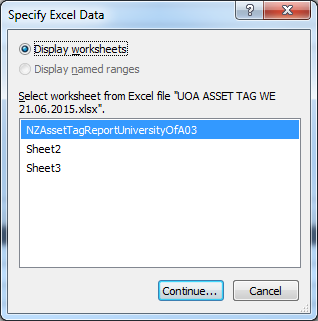 Specify Excel Data
Display worksheets
Display named ranges
Select worksheet from Excel file "UOA ASSET TAG WE
21.06.2015.xlsx".
NZAssetTagReportUniversityOfA03
Sheet2
Sheet3
Continue... Cancel